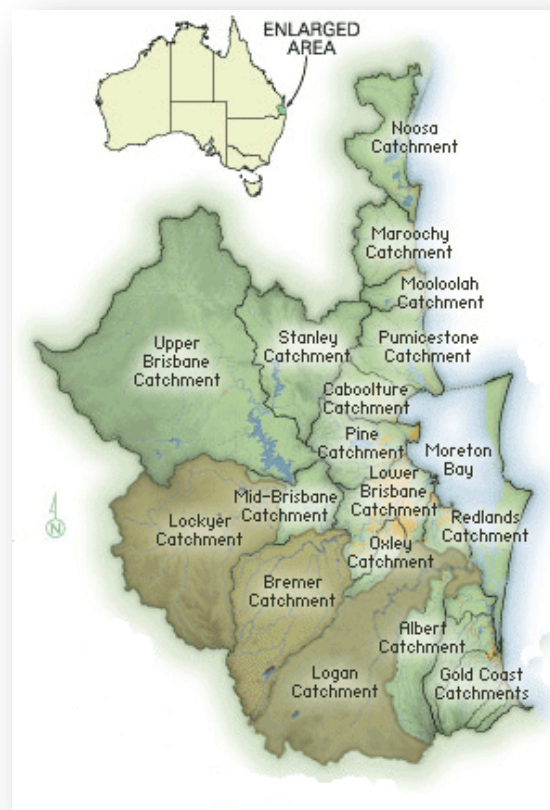 ENLARGED
AREA
Noosa
Catchment
Maroochy
Catchment
Mooloolah
Catchment
Upper
Brisbane
Catchment
Stanley
Catchment
Pumicestone
Catchment
Caboolture
Catchment
Pine
Catchment
Moreton
Bay
Lower
Brisbane
Catchment
Mid-Brisbane
Catchment
Lockyer
Catchment
Redlands
Catchment
Oxley
Catchment
Bremer
Catchment
Albert
Catchment
Logan
Catchment
Gold Coast
Catchments
N